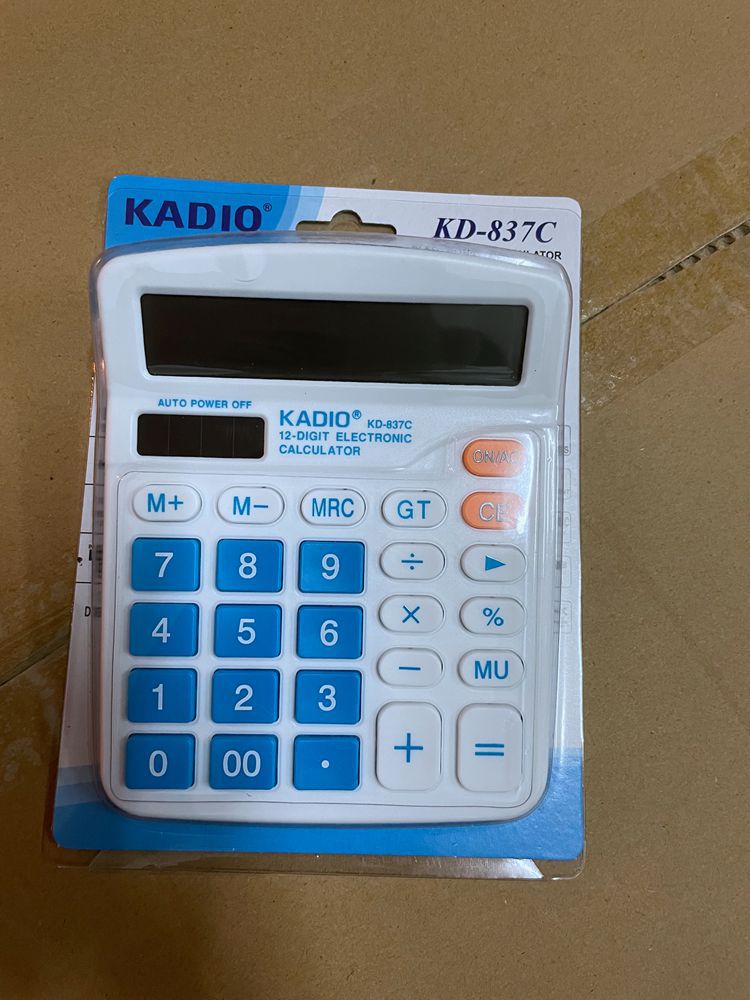 KADIO®
KD-837C
AUTO POWER OFF
KADIO® KD-837C
12-DIGIT ELECTRONIC
CALCULATOR
ON/AC
M+ M− MRC GT CE
7 8 9 ÷ ▶
4 5 6 × %
1 2 3 − MU
0 00 . + =